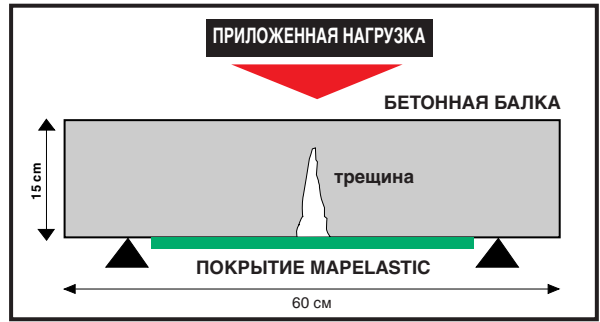 ПРИЛОЖЕННАЯ НАГРУЗКА
БЕТОННАЯ БАЛКА
15 cm
трещина
ПОКРЫТИЕ MAPELASTIC
60 см